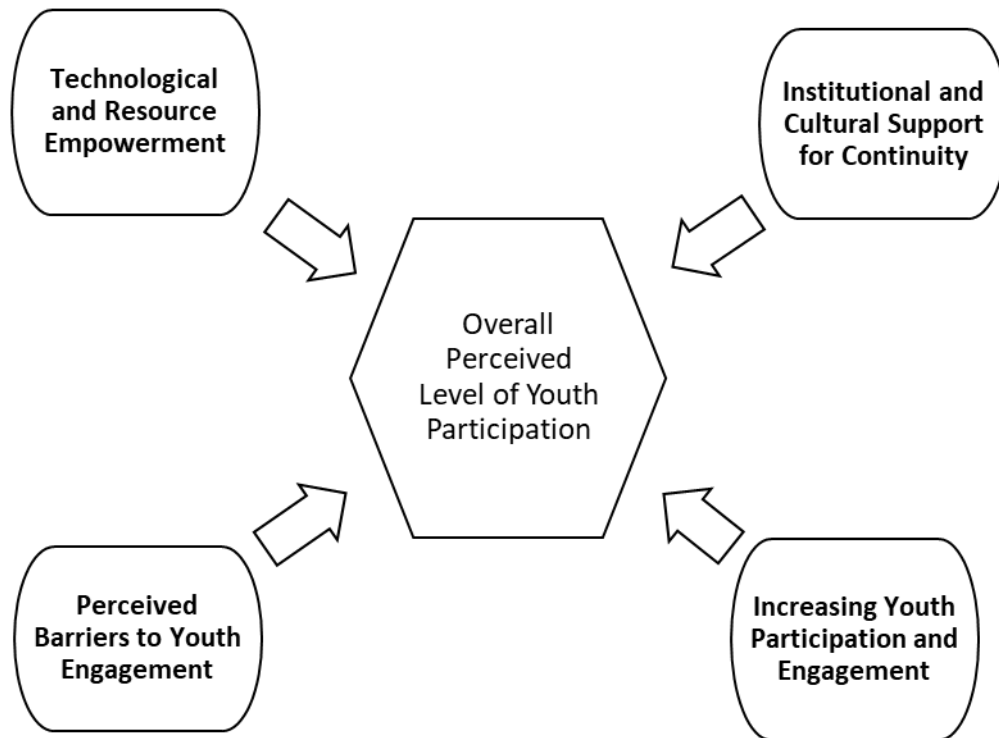 Technological
and Resource
Empowerment
Institutional and
Cultural Support
for Continuity
Overall
Perceived
Level of Youth
Participation
Perceived
Barriers to Youth
Engagement
Increasing Youth
Participation and
Engagement